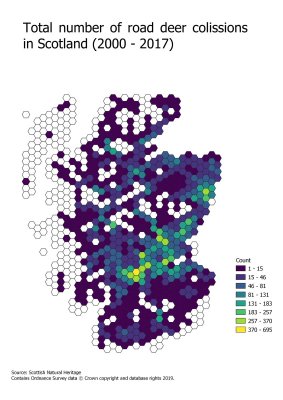 Total number of road deer colissions
in Scotland (2000 - 2017)
Count
1 - 15
15 - 46
46 - 81
81 - 131
131 - 183
183 - 257
257 - 370
370 - 695
Source: Scottish Natural Heritage
Contains Ordnance Survey data © Crown copyright and database rights 2019.